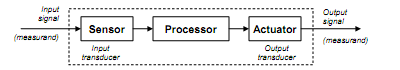 Input
signal
(measurand)
Sensor
Input
transducer
Processor
Actuator
Output
transducer
Output
signal
(measurand)